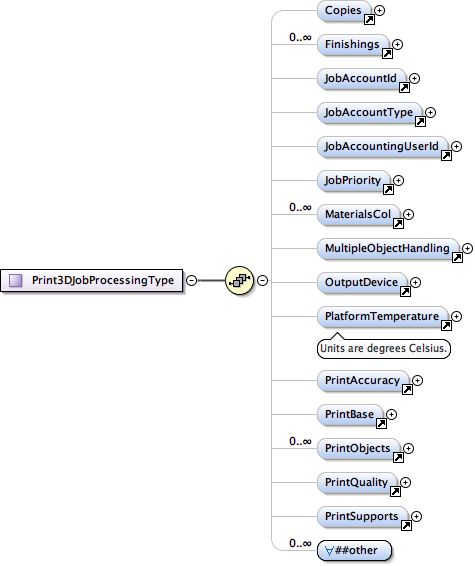 Copies
0..∞
Finishings
JobAccountId
JobAccountType
JobAccountingUserId
JobPriority
0..∞
MaterialsCol
MultipleObjectHandling
Print3DJobProcessingType
OutputDevice
PlatformTemperature
Units are degrees Celsius.
PrintAccuracy
PrintBase
0..∞
PrintObjects
PrintQuality
PrintSupports
0..∞
∀##other